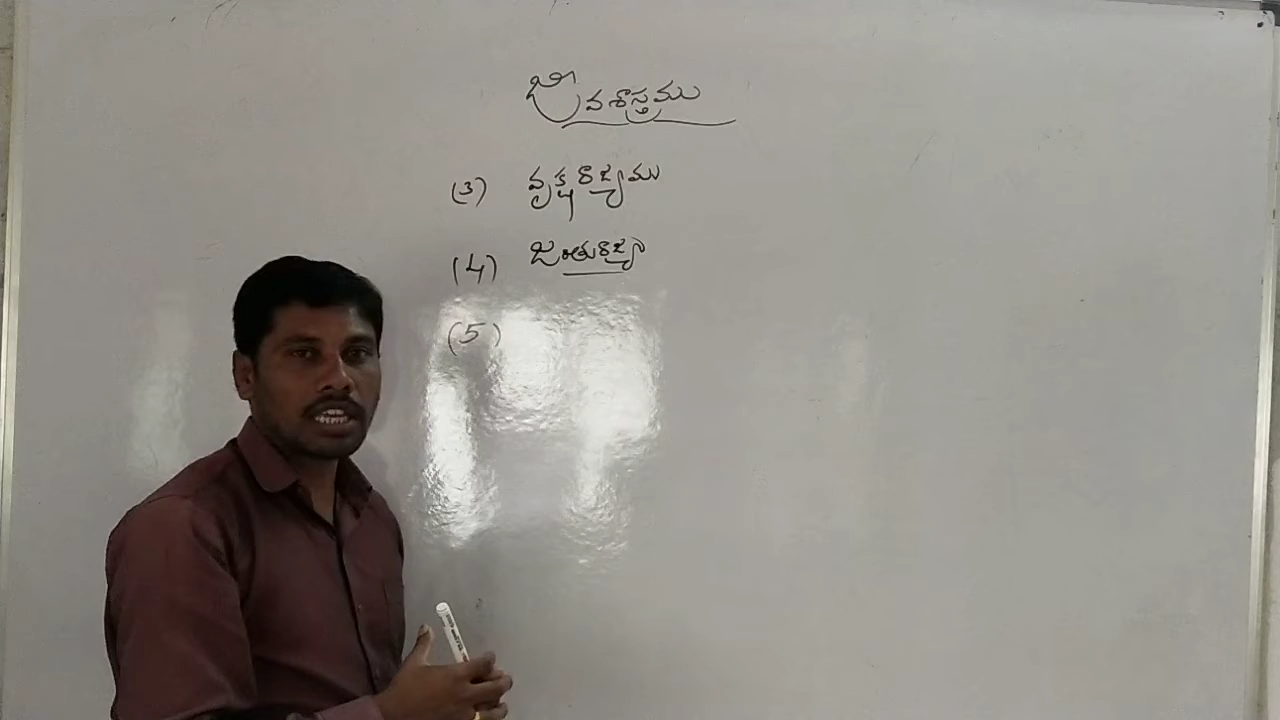 జీవశాస్త్రము
(3) వృక్షరాజ్యము
(4) జంతురాజ్యం
(5)